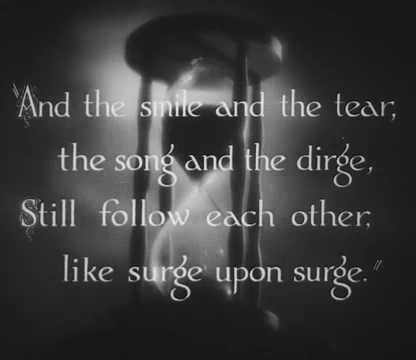 "And the smile and the tear,
the song and the dirge,
Still follow each other,
like surge upon surge."